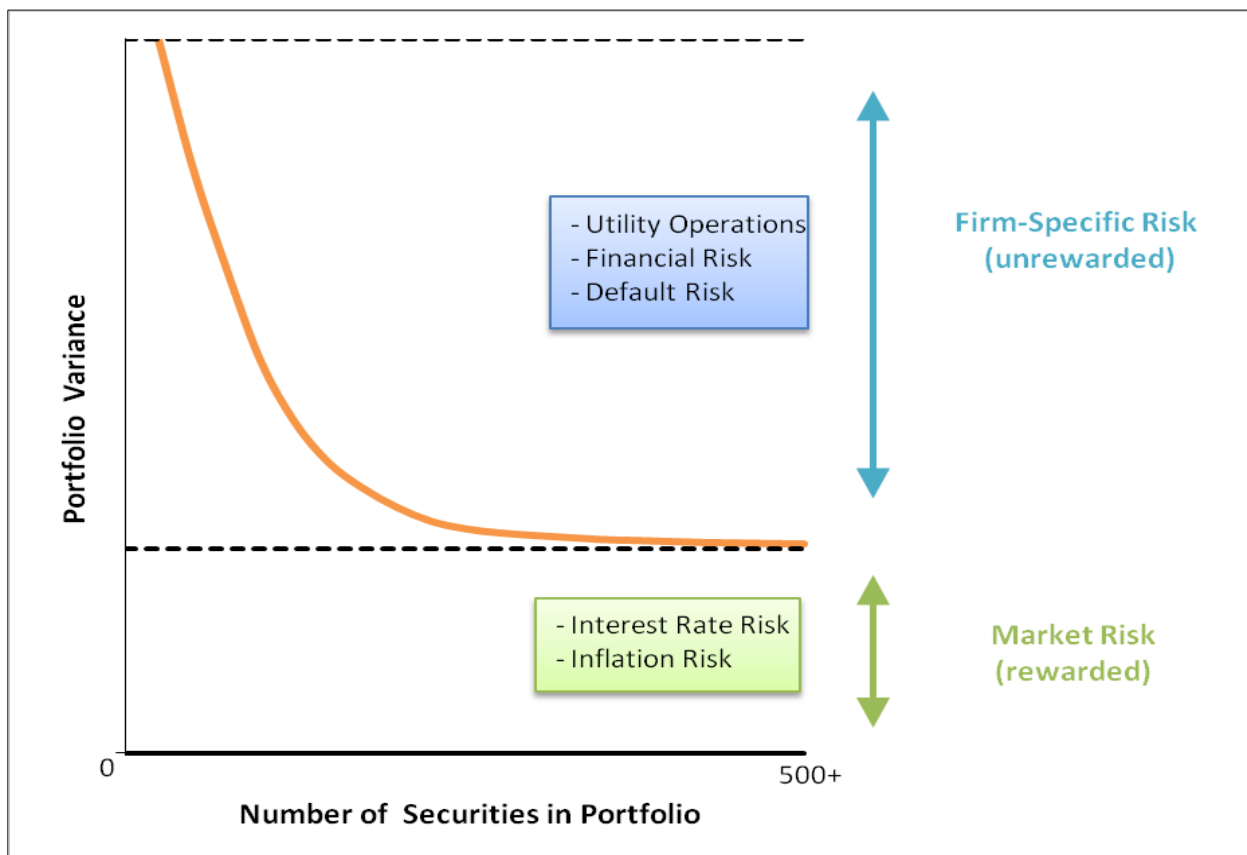 Portfolio Variance
- Utility Operations
- Financial Risk
- Default Risk
Firm-Specific Risk
(unrewarded)
- Interest Rate Risk
- Inflation Risk
Market Risk
(rewarded)
0
500+
Number of Securities in Portfolio